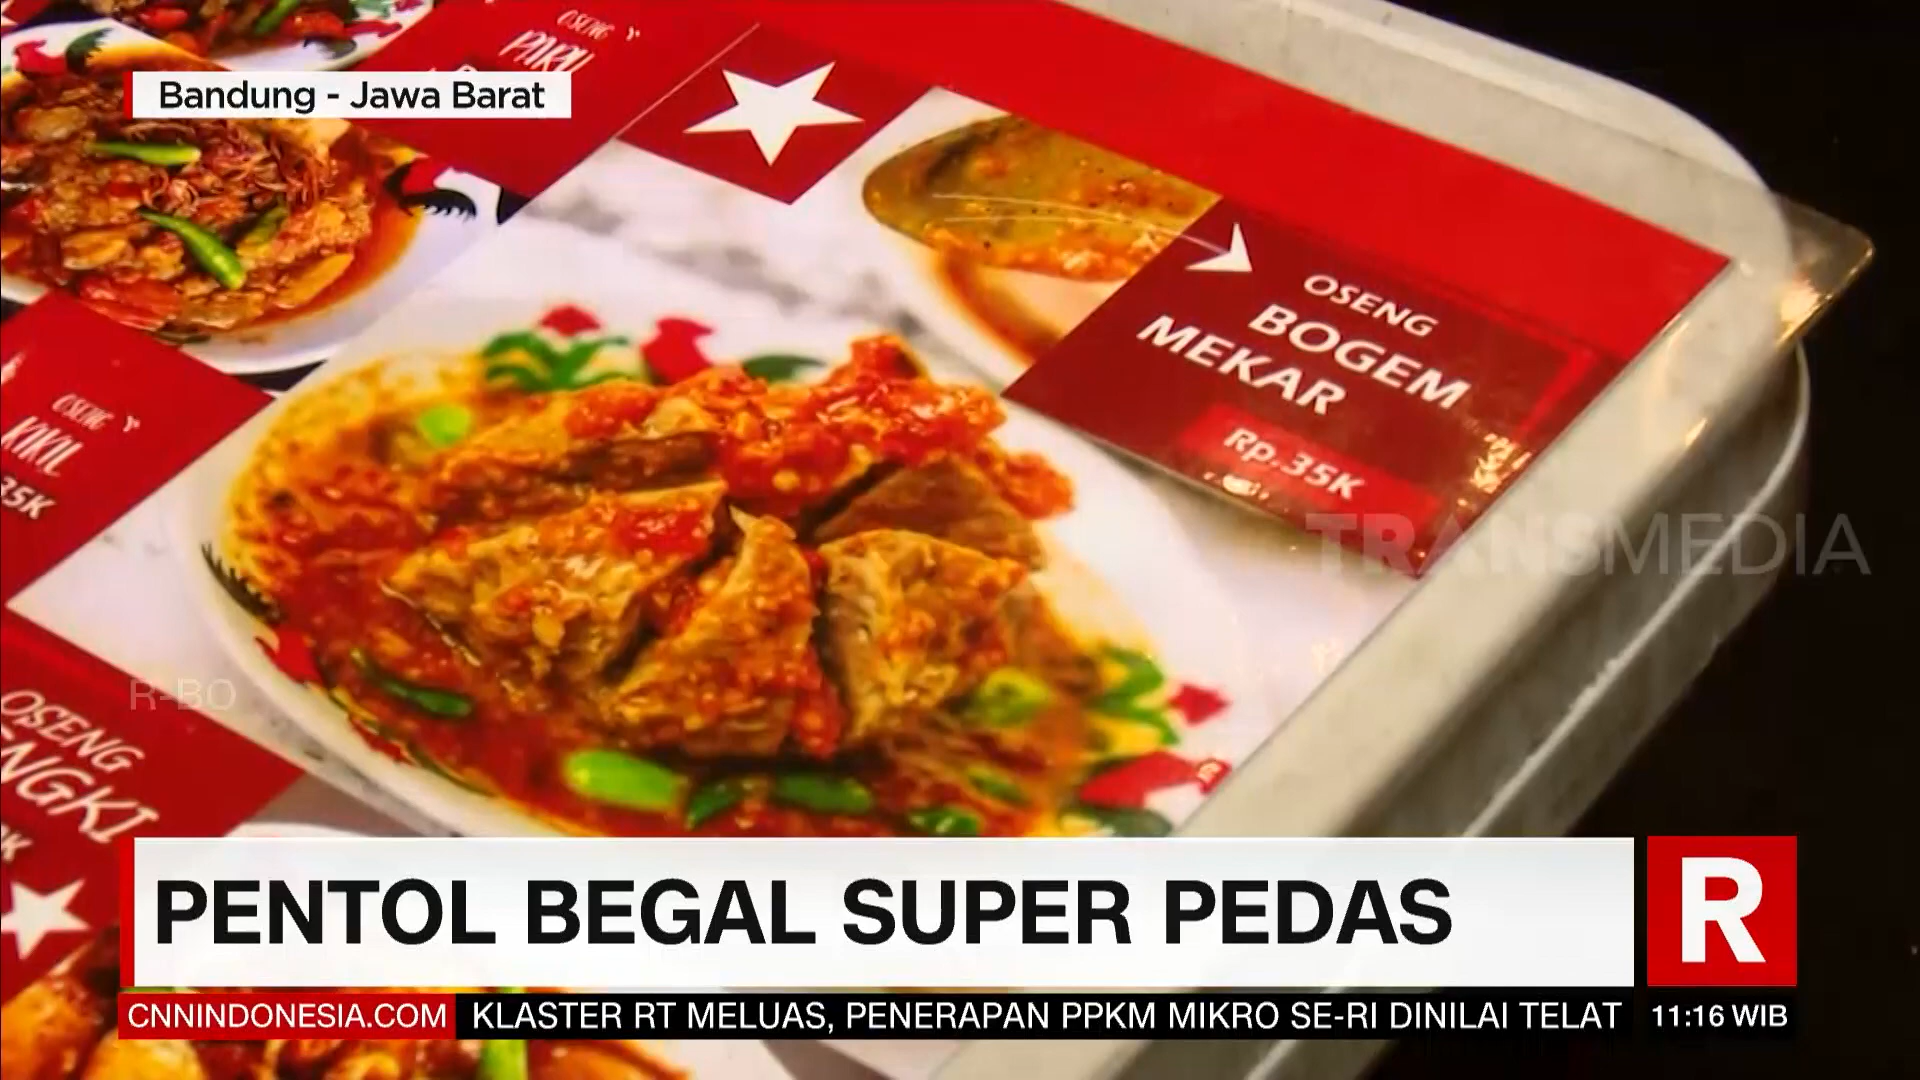 OSENG
PARU
Bandung - Jawa Barat
OSENG
BOGEM
MEKAR
Rp.35K
OSENG
KIKIL
35K
TRANSMEDIA
R-BO
OSENG
PENTOL BEGAL SUPER PEDAS
R
CNNINDONESIA.COM
KLASTER RT MELUAS, PENERAPAN PPKM MIKRO SE-RI DINILAI TELAT
11:16 WIB